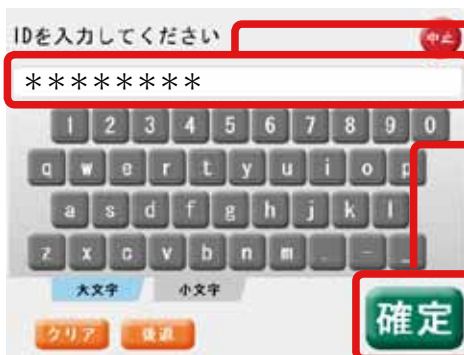 IDを入力してください
中止
********
1 2 3 4 5 6 7 8 9 0
q w e r t y u i o p
a s d f g h j k l
z x c v b n m . - _
大文字 小文字
クリア 後退
確定